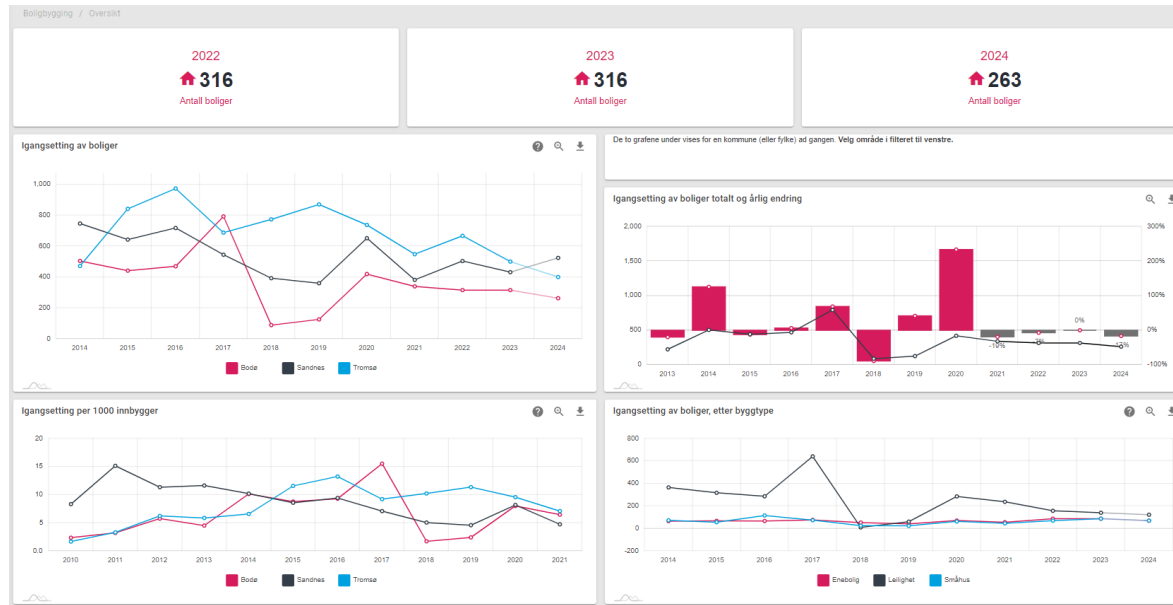 Boligbygging / Oversikt
2022
316
Antall boliger
2023
316
Antall boliger
2024
263
Antall boliger
Igangsetting av boliger
1,000
800
600
400
200
0
2014 2015 2016 2017 2018 2019 2020 2021 2022 2023 2024
Bodø Sandnes Tromsø
De to grafene under vises for en kommune (eller fylke) ad gangen. Velg område i filteret til venstre.
Igangsetting av boliger totalt og årlig endring
2,000 300%
1,500 200%
1,000 100%
500 0%
0 -100%
0%
-19%
-17%
2013 2014 2015 2016 2017 2018 2019 2020 2021 2022 2023 2024
Igangsetting per 1000 innbygger
20
15
10
5
0.0
2010 2011 2012 2013 2014 2015 2016 2017 2018 2019 2020 2021
Bodø Sandnes Tromsø
Igangsetting av boliger, etter byggtype
800
600
400
200
0
-200
2014 2015 2016 2017 2018 2019 2020 2021 2022 2023 2024
Enebolig Leilighet Småhus